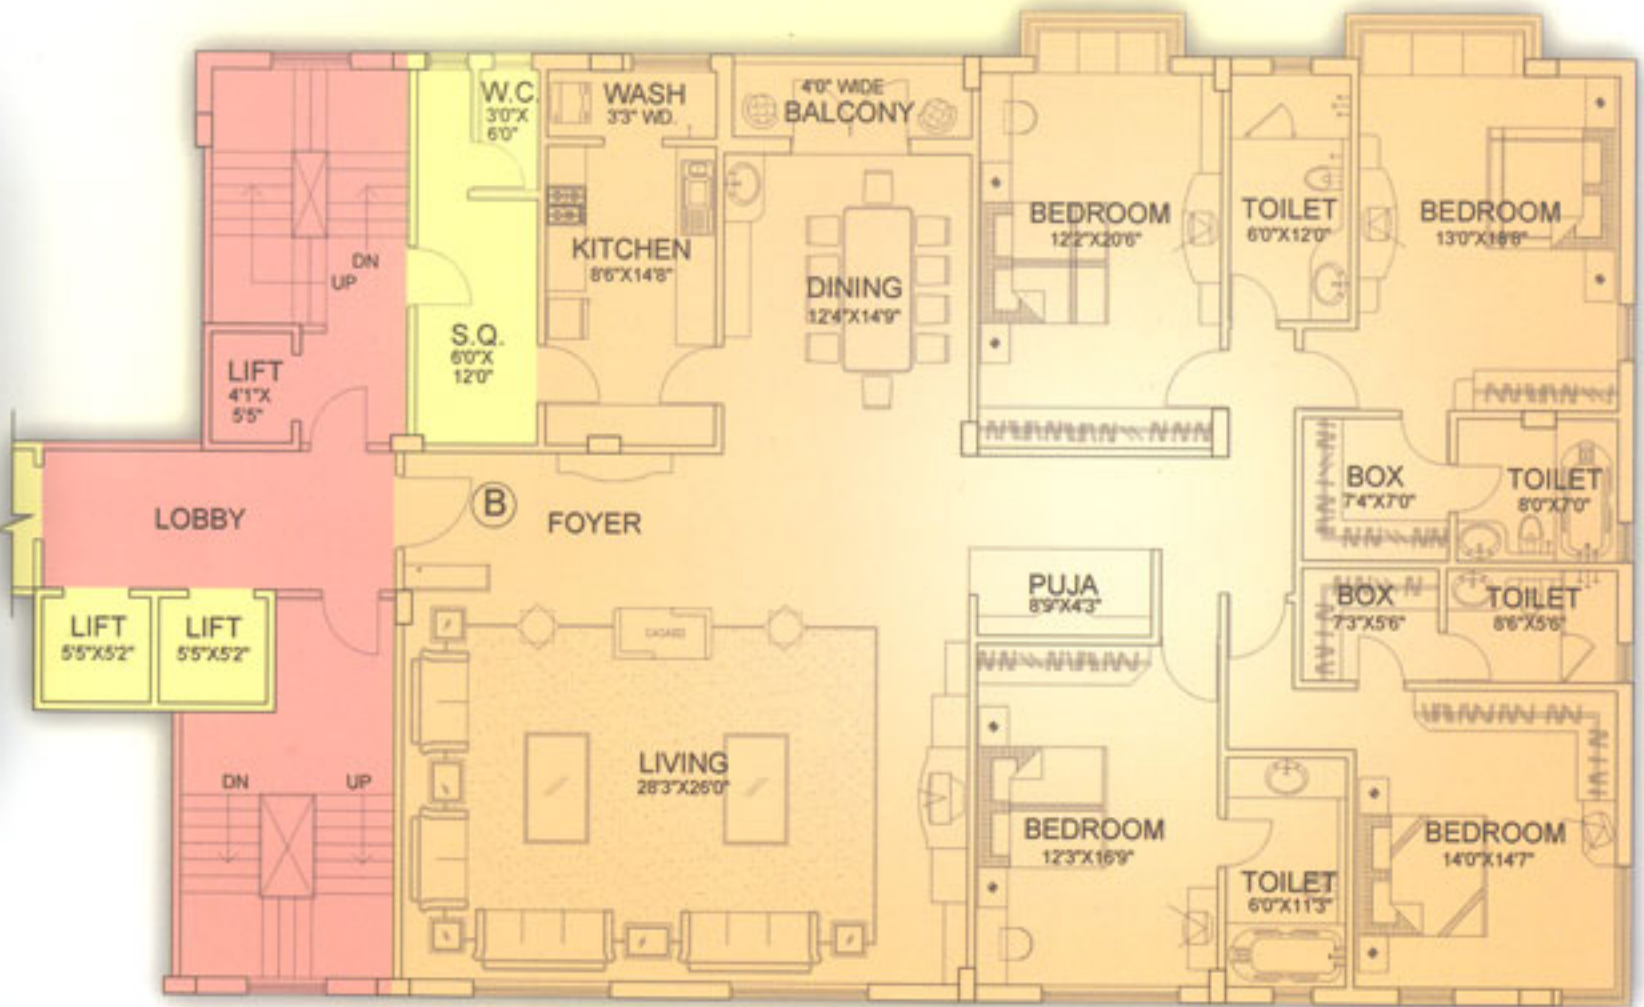 W.C.
3'0"X
6'0"
WASH
3'3" WD.
4'0" WIDE
BALCONY
BEDROOM
12'2"X20'6"
TOILET
6'0"X12'0"
BEDROOM
13'0"X18'8"
KITCHEN
8'6"X14'8"
DN
UP
DINING
12'4"X14'9"
S.Q.
6'0"X
12'0"
LIFT
4'1"X
5'5"
BOX
7'4"X7'0"
TOILET
8'0"X7'0"
LOBBY
B
FOYER
PUJA
8'9"X4'3"
BOX
7'3"X5'6"
TOILET
8'6"X5'6"
LIFT
5'5"X5'2"
LIFT
5'5"X5'2"
LIVING
28'3"X26'0"
DN
UP
BEDROOM
12'3"X16'9"
TOILET
6'0"X11'3"
BEDROOM
14'0"X14'7"